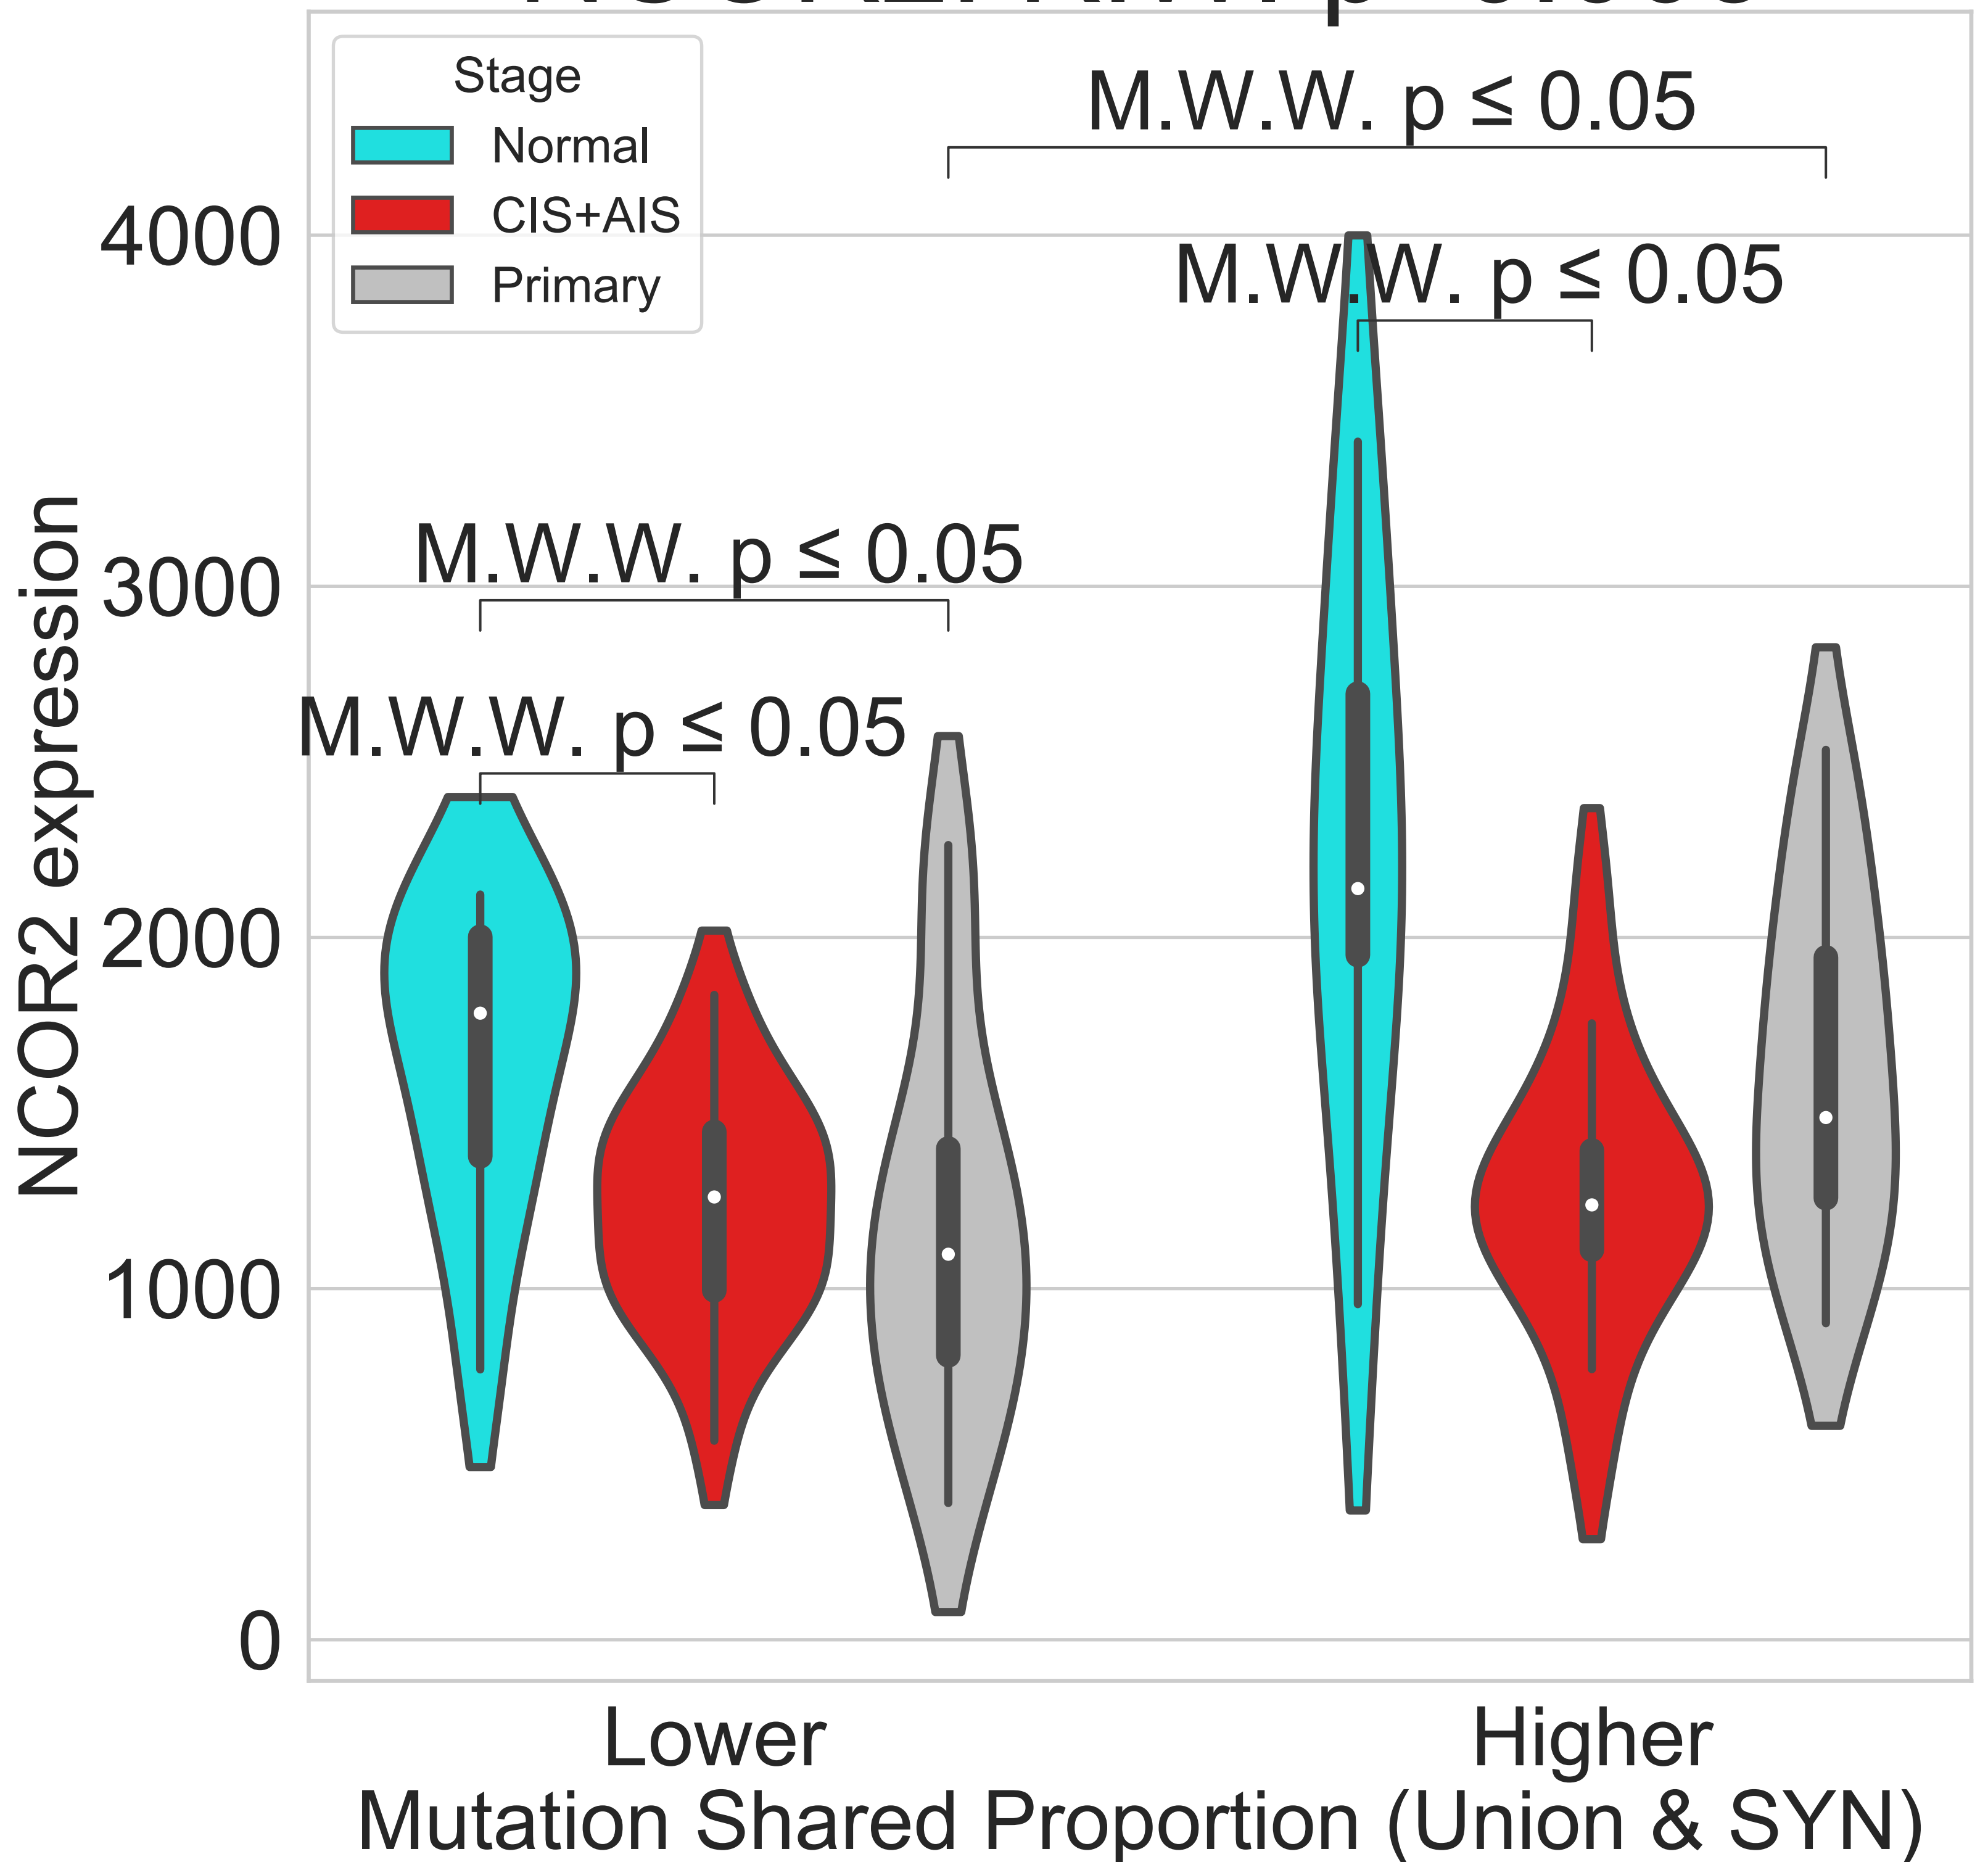 Stage
Normal
CIS+AIS
Primary
M.W.W. p ≤ 0.05
M.W.W. p ≤ 0.05
M.W.W. p ≤ 0.05
M.W.W. p ≤ 0.05
NCOR2 expression
4000
3000
2000
1000
0
Lower
Higher
Mutation Shared Proportion (Union & SYN)